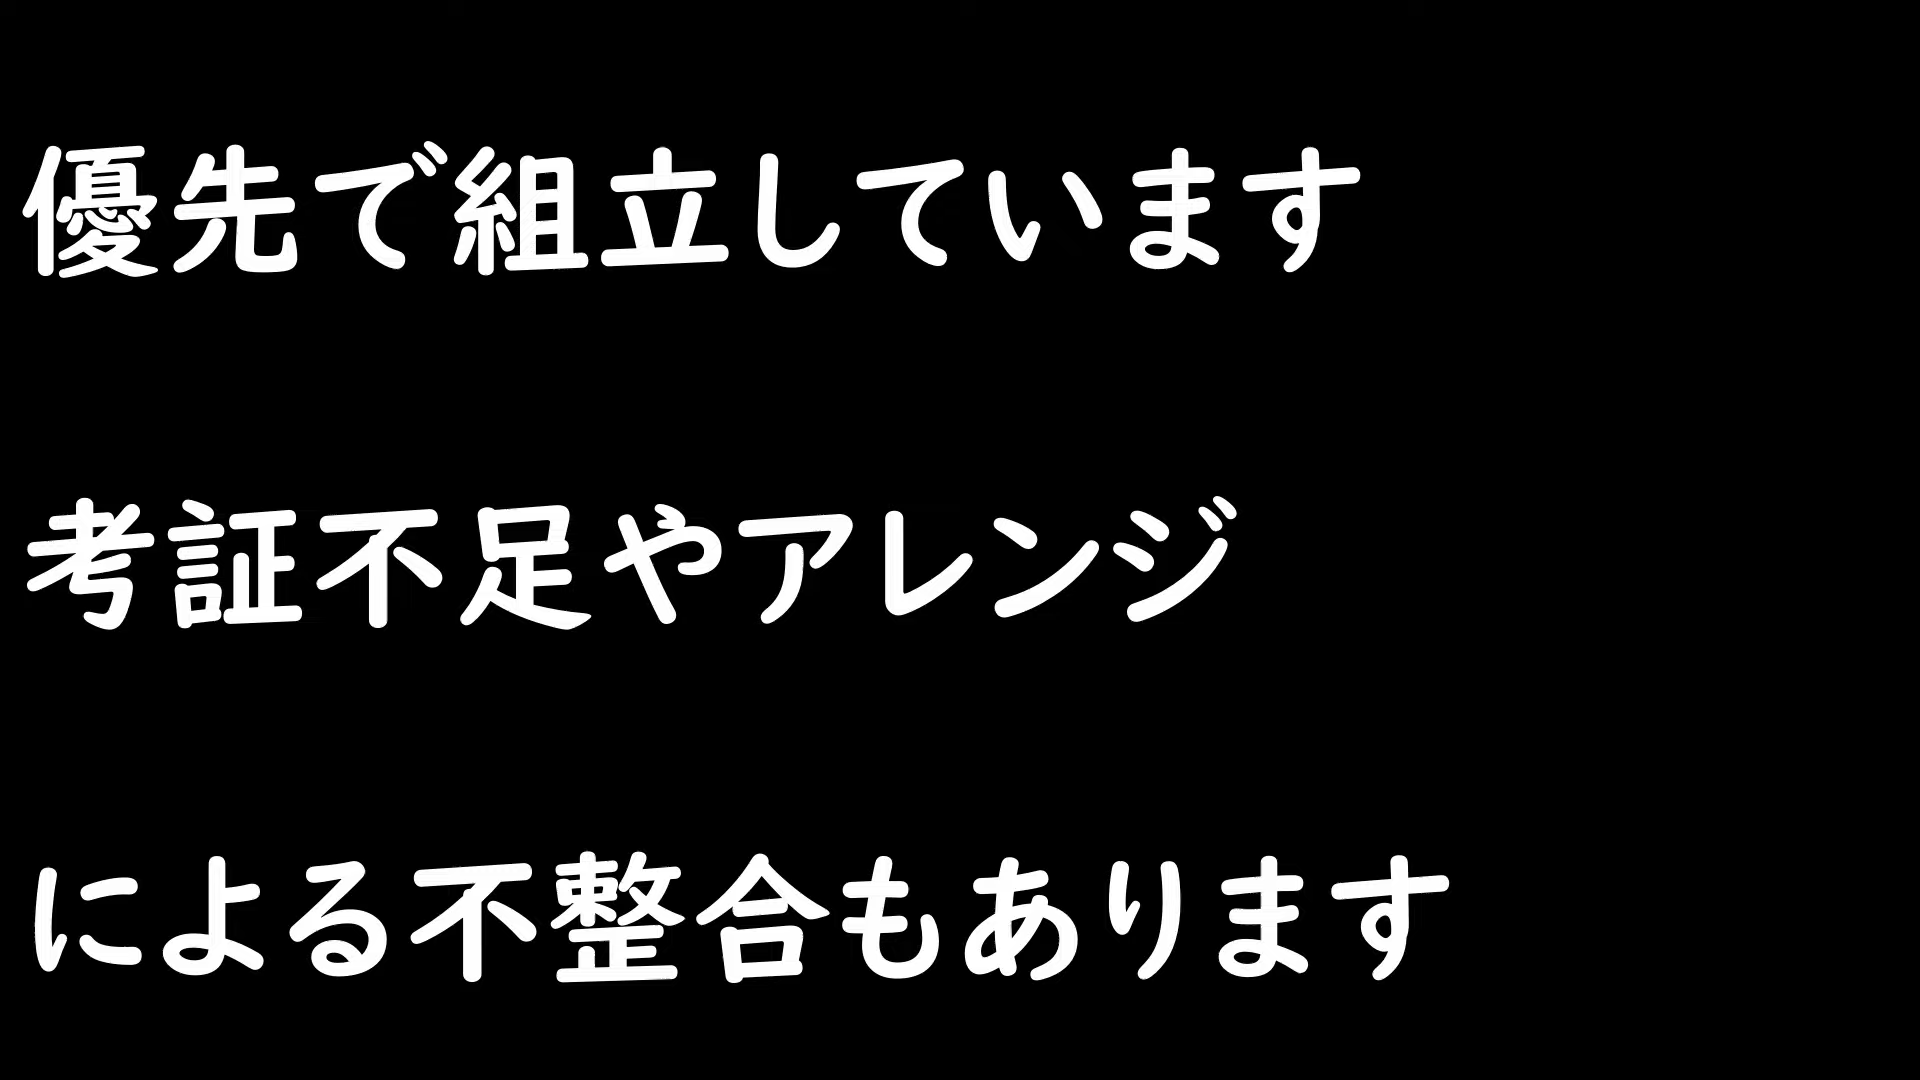 優先で組立しています
考証不足やアレンジ
による不整合もあります